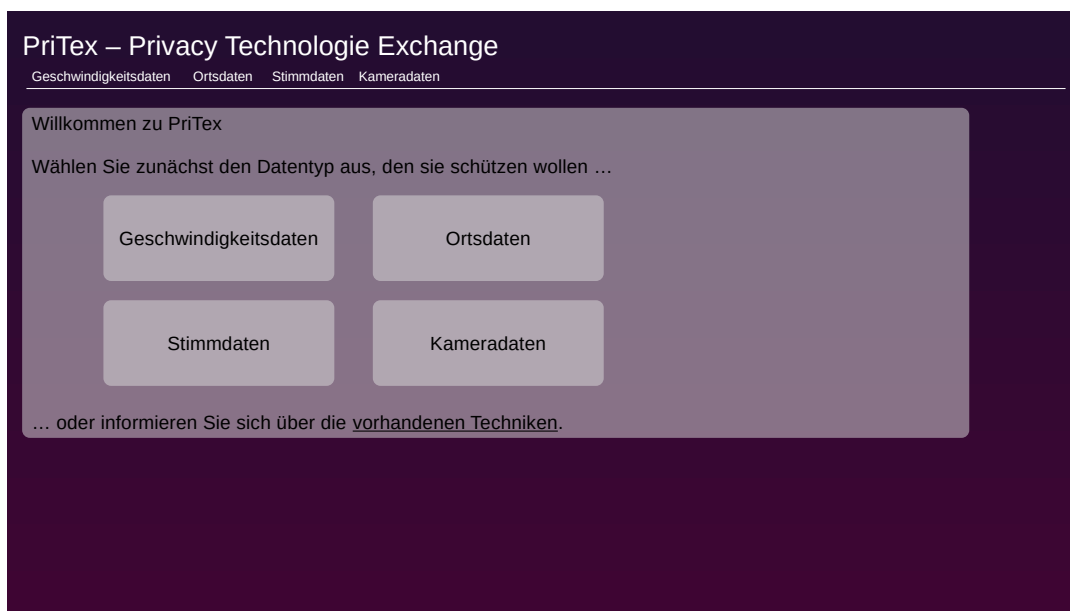 PriTex – Privacy Technologie Exchange
Geschwindigkeitsdaten Ortsdaten Stimmdaten Kameradaten
Willkommen zu PriTex
Wählen Sie zunächst den Datentyp aus, den sie schützen wollen …
Geschwindigkeitsdaten Ortsdaten
Stimmdaten Kameradaten
… oder informieren Sie sich über die vorhandenen Techniken.